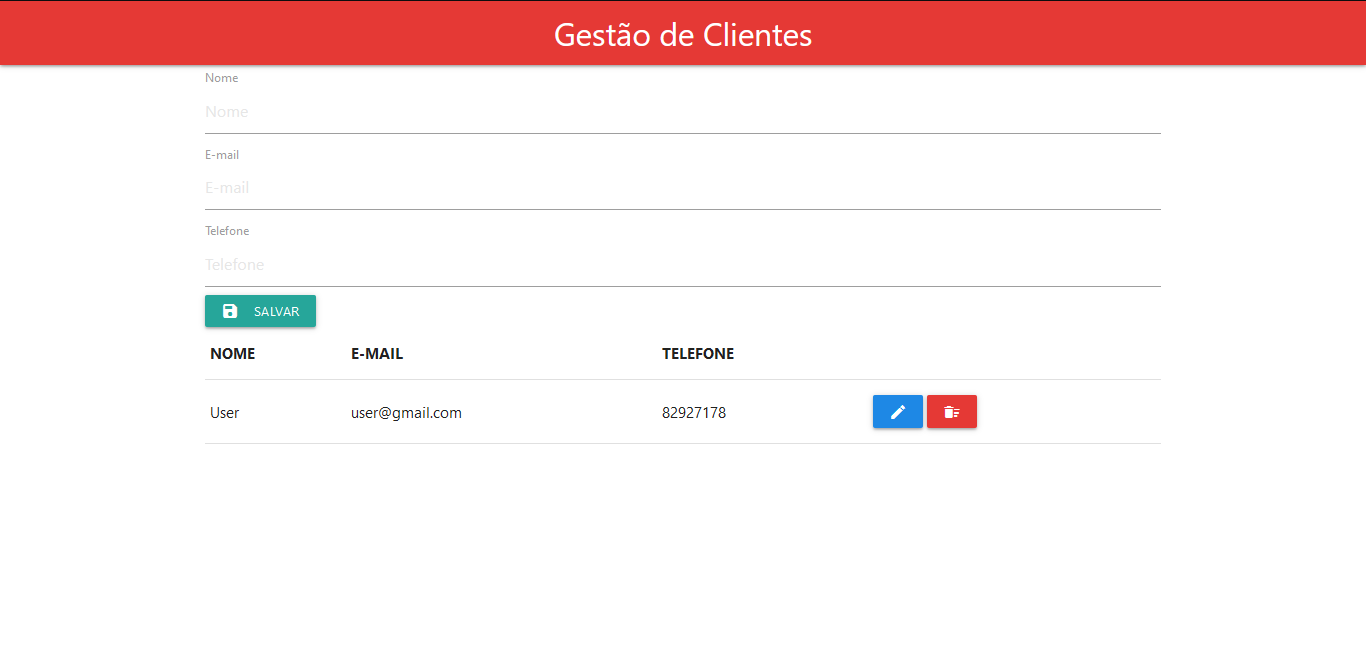 Gestão de Clientes
Nome
Nome
E-mail
E-mail
Telefone
Telefone
SALVAR
NOME E-MAIL TELEFONE
User user@gmail.com 82927178